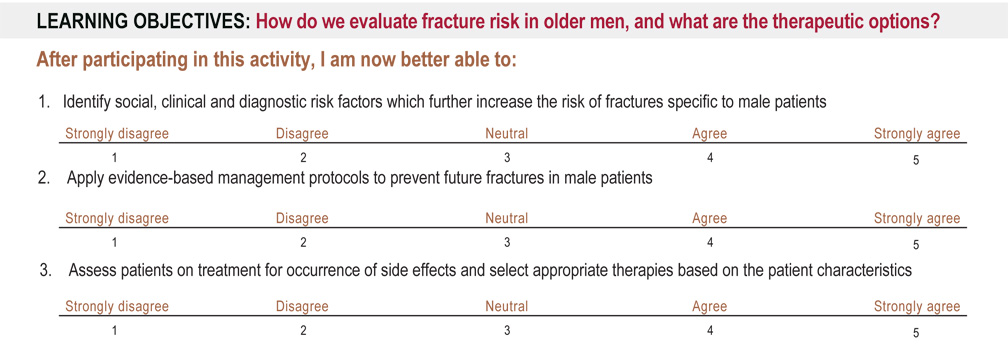 LEARNING OBJECTIVES: How do we evaluate fracture risk in older men, and what are the therapeutic options?
After participating in this activity, I am now better able to:
1. Identify social, clinical and diagnostic risk factors which further increase the risk of fractures specific to male patients
Strongly disagree Disagree Neutral Agree Strongly agree
1 2 3 4 5
2. Apply evidence-based management protocols to prevent future fractures in male patients
Strongly disagree Disagree Neutral Agree Strongly agree
1 2 3 4 5
3. Assess patients on treatment for occurrence of side effects and select appropriate therapies based on the patient characteristics
Strongly disagree Disagree Neutral Agree Strongly agree
1 2 3 4 5